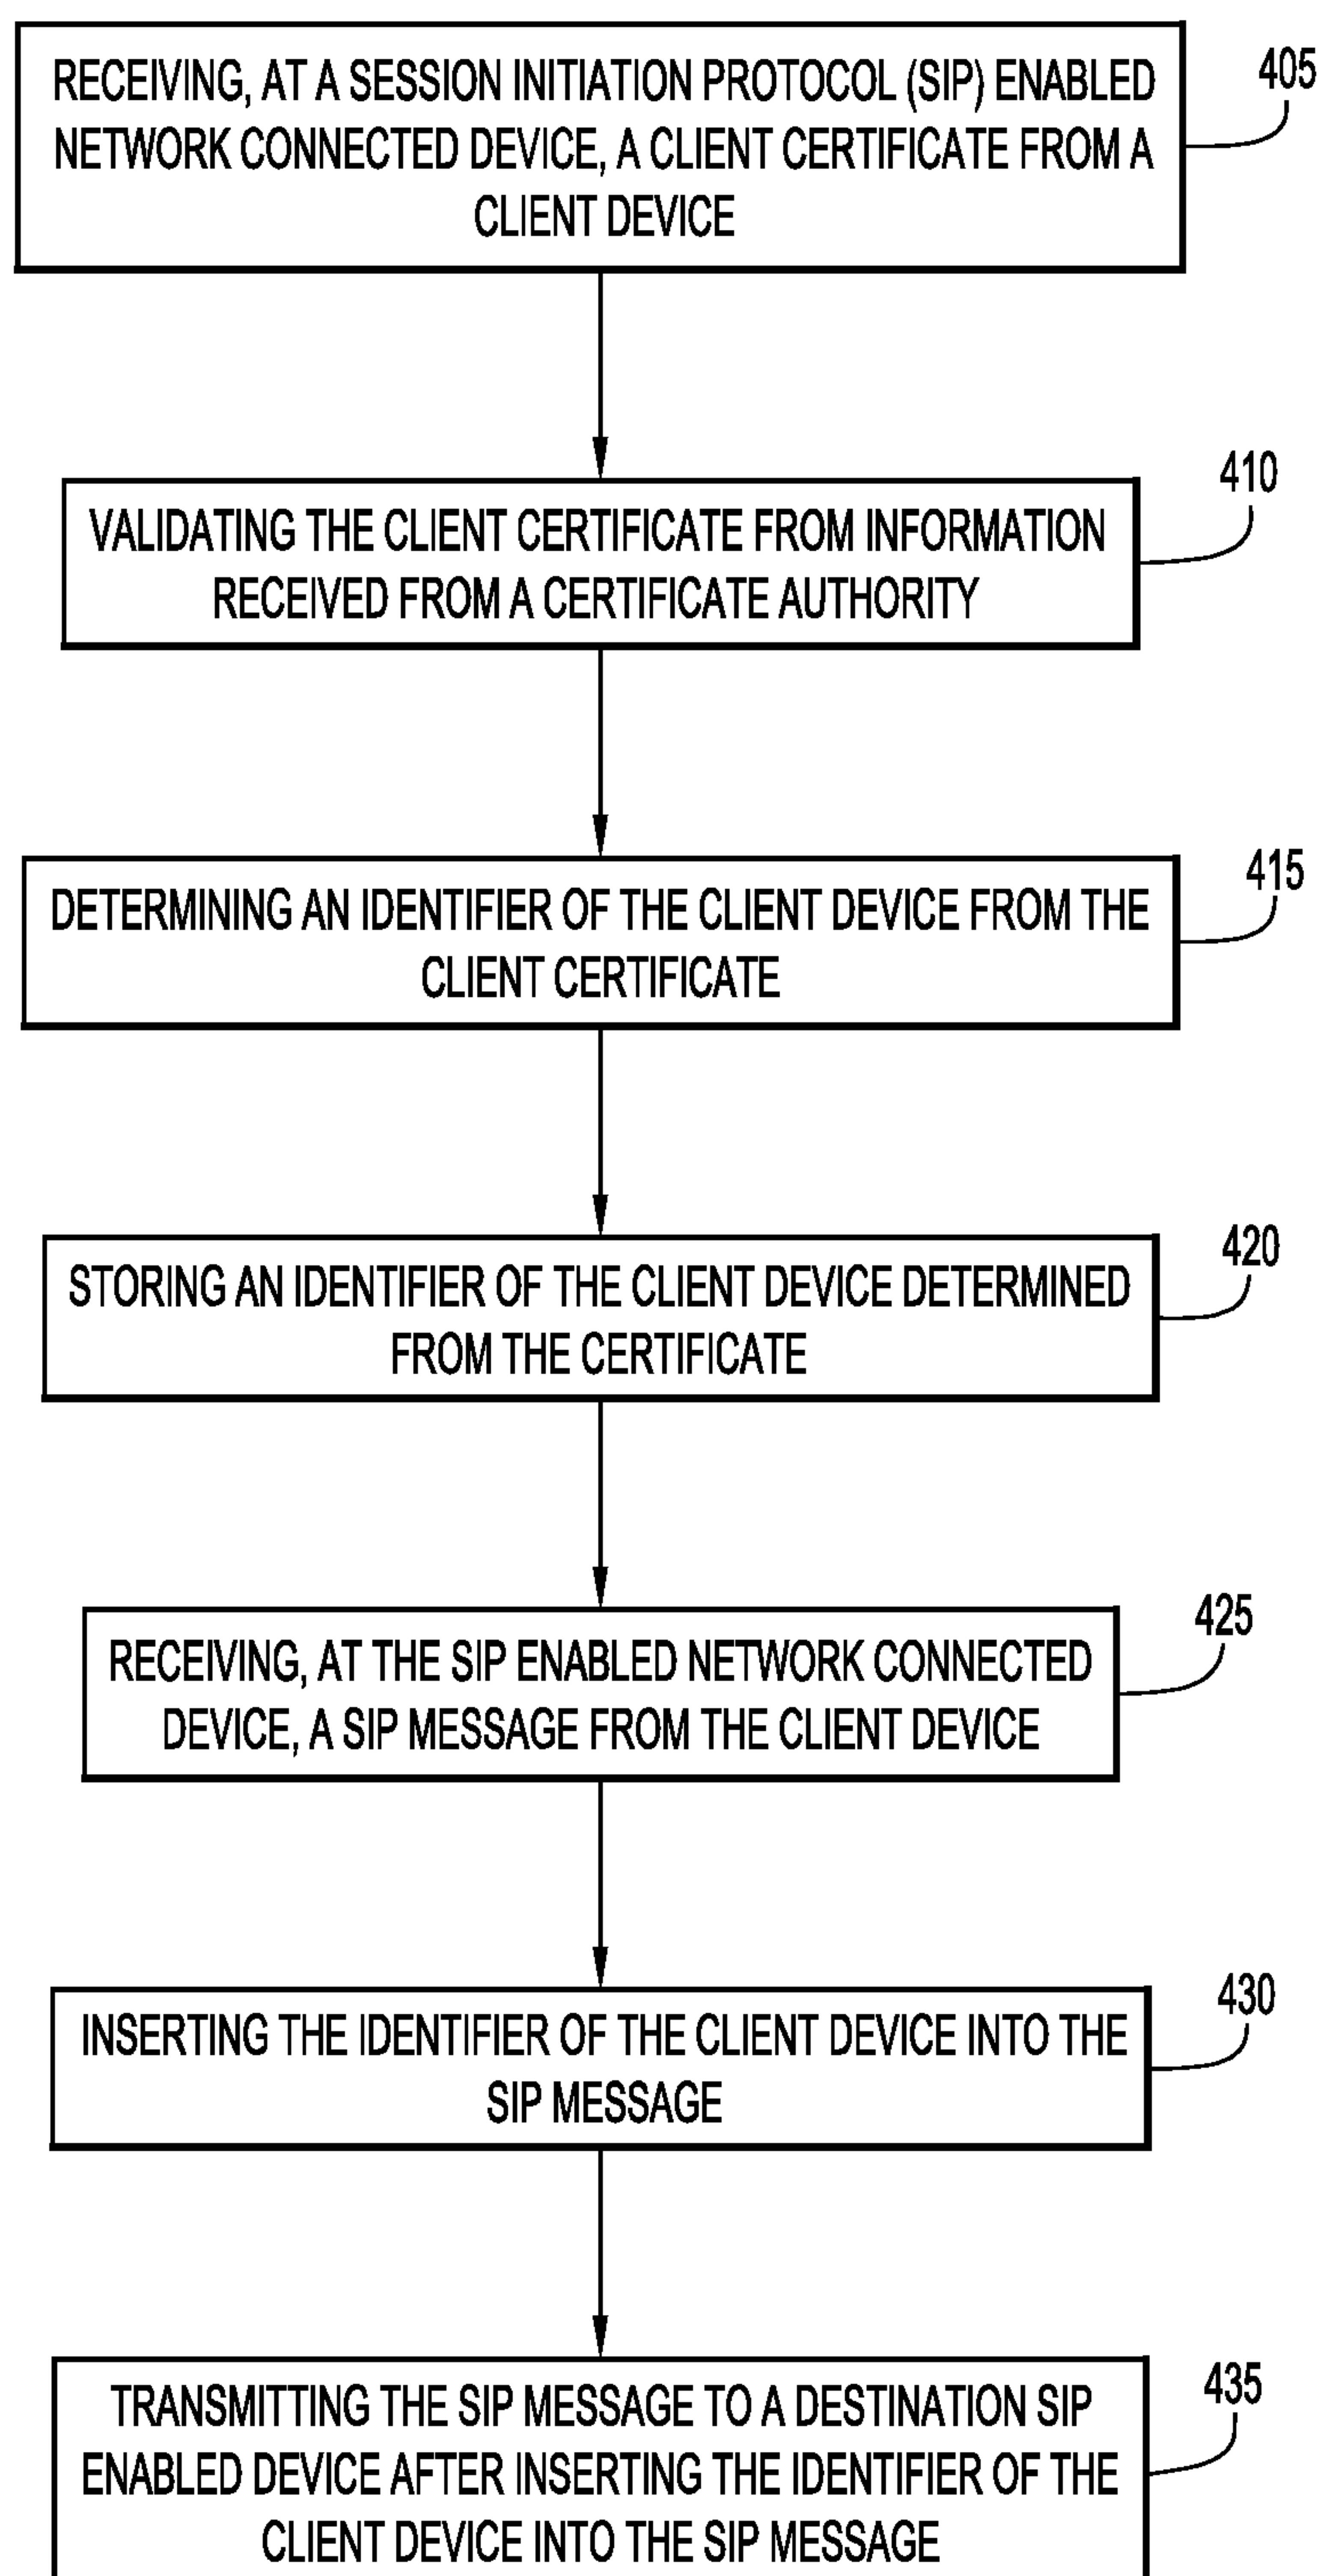 RECEIVING, AT A SESSION INITIATION PROTOCOL (SIP) ENABLED
NETWORK CONNECTED DEVICE, A CLIENT CERTIFICATE FROM A
CLIENT DEVICE
405
VALIDATING THE CLIENT CERTIFICATE FROM INFORMATION
RECEIVED FROM A CERTIFICATE AUTHORITY
410
DETERMINING AN IDENTIFIER OF THE CLIENT DEVICE FROM THE
CLIENT CERTIFICATE
415
STORING AN IDENTIFIER OF THE CLIENT DEVICE DETERMINED
FROM THE CERTIFICATE
420
RECEIVING, AT THE SIP ENABLED NETWORK CONNECTED
DEVICE, A SIP MESSAGE FROM THE CLIENT DEVICE
425
INSERTING THE IDENTIFIER OF THE CLIENT DEVICE INTO THE
SIP MESSAGE
430
TRANSMITTING THE SIP MESSAGE TO A DESTINATION SIP
ENABLED DEVICE AFTER INSERTING THE IDENTIFIER OF THE
CLIENT DEVICE INTO THE SIP MESSAGE
435